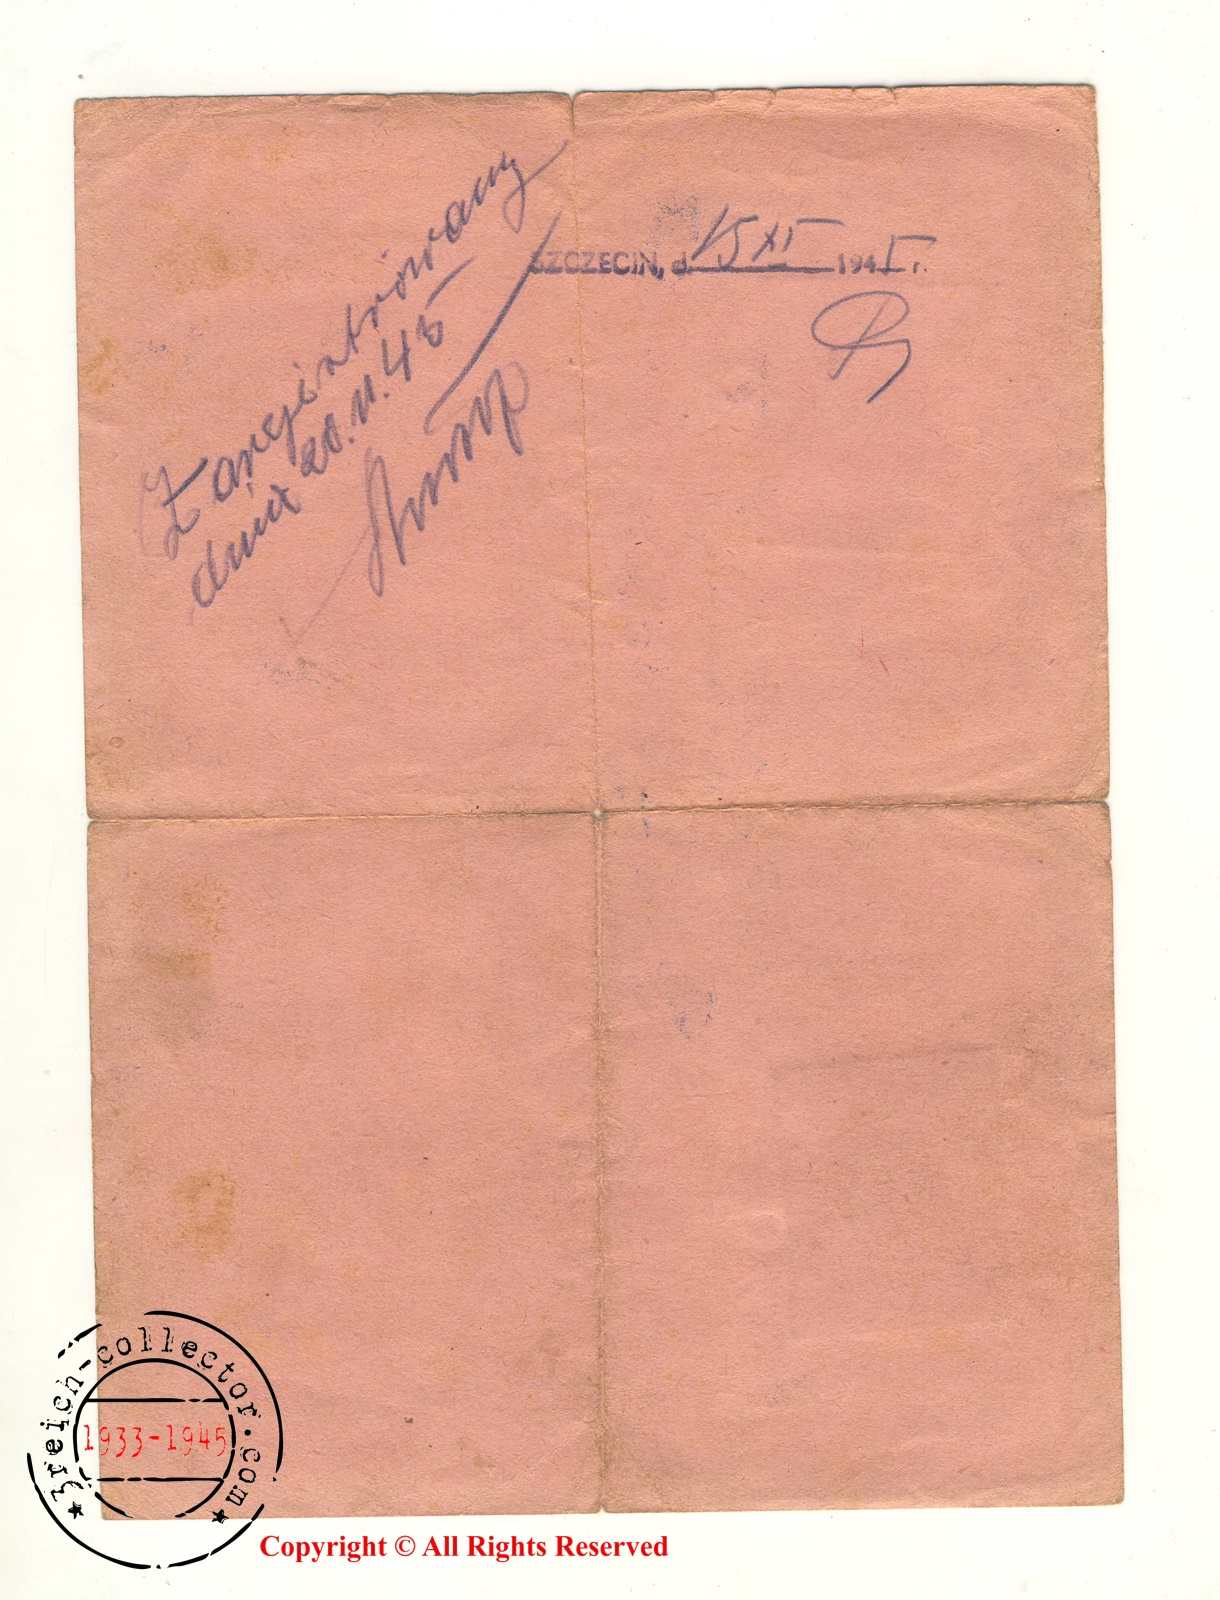 Zarejestrowany
dnia 20.11.45
SZCZECIN, d. 15 XI 1945 r.
3reich-collector.com
1933-1945
Copyright © All Rights Reserved